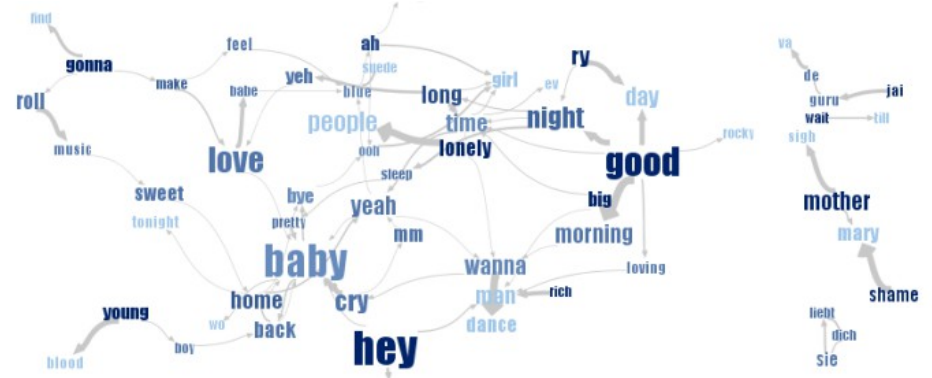 find
gonna
feel
ah
ry
va
suede
yeh
girl
de
make
babe
blue
ev
roll
long
day
guru
jai
people
time
night
wait
till
music
love
ooh
lonely
rocky
sigh
sleep
good
sweet
bye
yeah
big
mother
tonight
pretty
mm
morning
mary
baby
wanna
loving
home
cry
man
rich
shame
young
wo
back
dance
liebt
boy
hey
dich
blood
sie